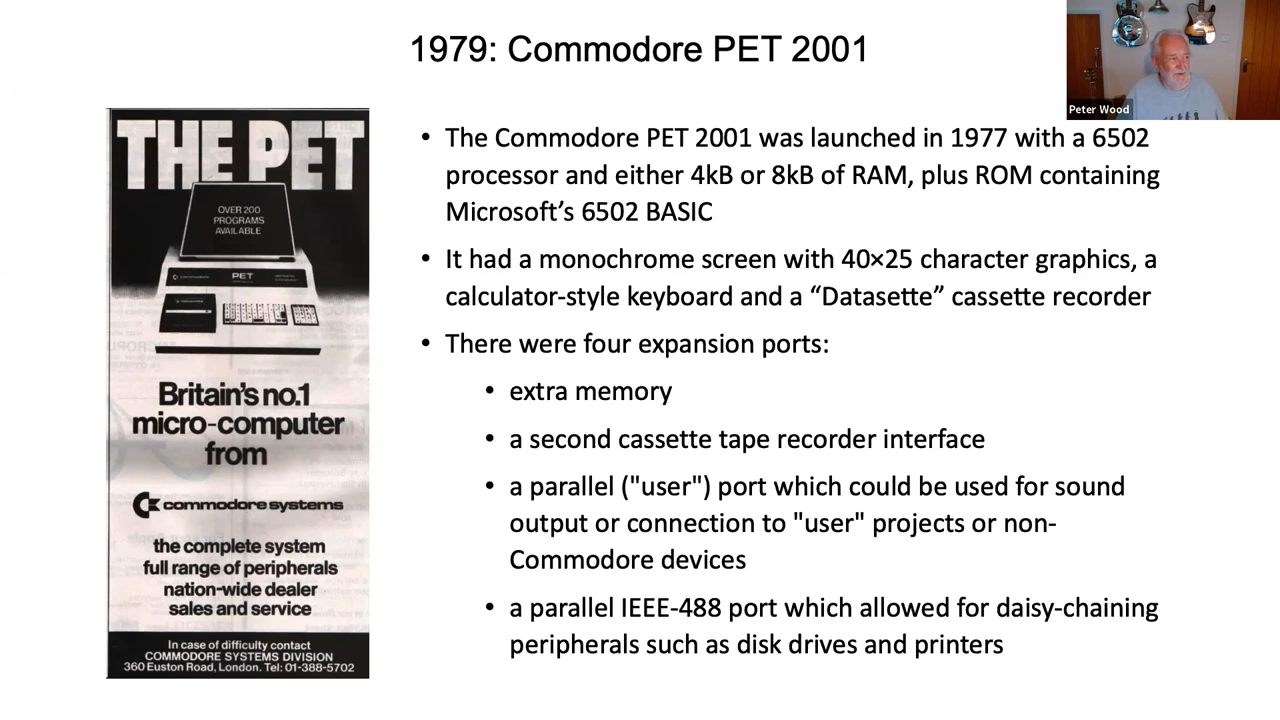 1979: Commodore PET 2001
Peter Wood
THE PET
OVER 200
PROGRAMS
AVAILABLE
commodore
PET
Britain's no.1
micro-computer
from
commodore systems
the complete system
full range of peripherals
nation-wide dealer
sales and service
In case of difficulty contact
COMMODORE SYSTEMS DIVISION
360 Euston Road, London. Tel: 01-388-5702
• The Commodore PET 2001 was launched in 1977 with a 6502
processor and either 4kB or 8kB of RAM, plus ROM containing
Microsoft’s 6502 BASIC
• It had a monochrome screen with 40×25 character graphics, a
calculator-style keyboard and a “Datasette” cassette recorder
• There were four expansion ports:
• extra memory
• a second cassette tape recorder interface
• a parallel ("user") port which could be used for sound
output or connection to "user" projects or non-
Commodore devices
• a parallel IEEE-488 port which allowed for daisy-chaining
peripherals such as disk drives and printers